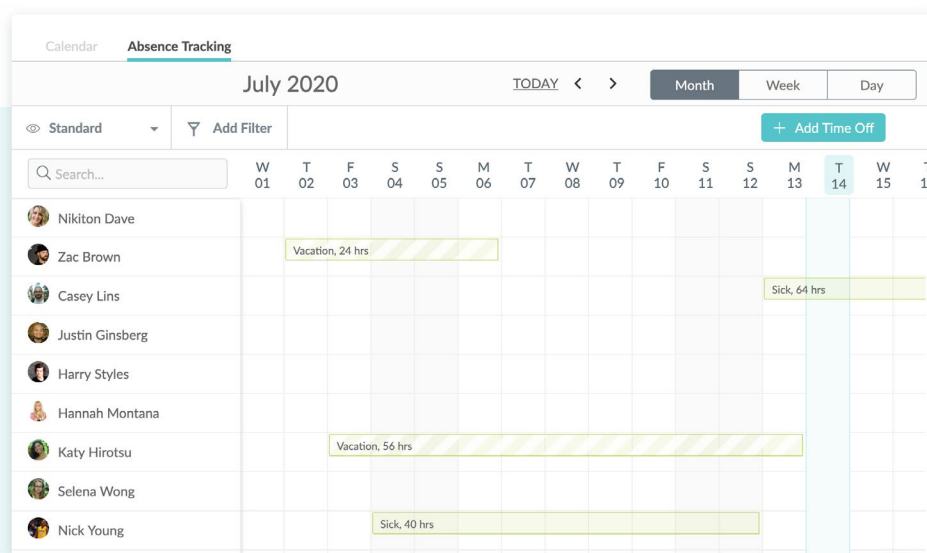 Calendar Absence Tracking
July 2020 TODAY Month Week Day
Standard Add Filter + Add Time Off
Search... W T F S S M T W T F S S M T W
01 02 03 04 05 06 07 08 09 10 11 12 13 14 15
Nikiton Dave
Zac Brown Vacation, 24 hrs
Casey Lins Sick, 64 hrs
Justin Ginsberg
Harry Styles
Hannah Montana
Katy Hirotsu Vacation, 56 hrs
Selena Wong
Nick Young Sick, 40 hrs